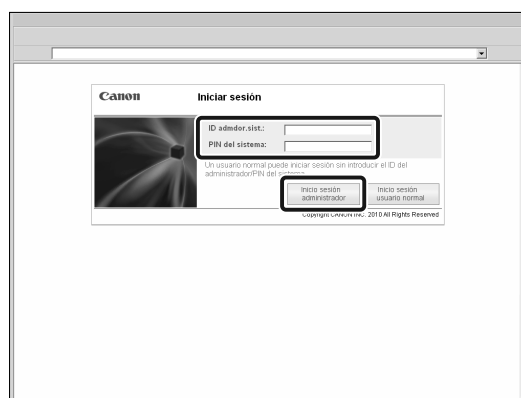 Canon
Iniciar sesión
ID admdor.sist.:
PIN del sistema:
Un usuario normal puede iniciar sesión sin introducir el ID del
administrador/PIN del sistema.
Inicio sesión
administrador
Inicio sesión
usuario normal
Copyright CANON INC. 2010 All Rights Reserved